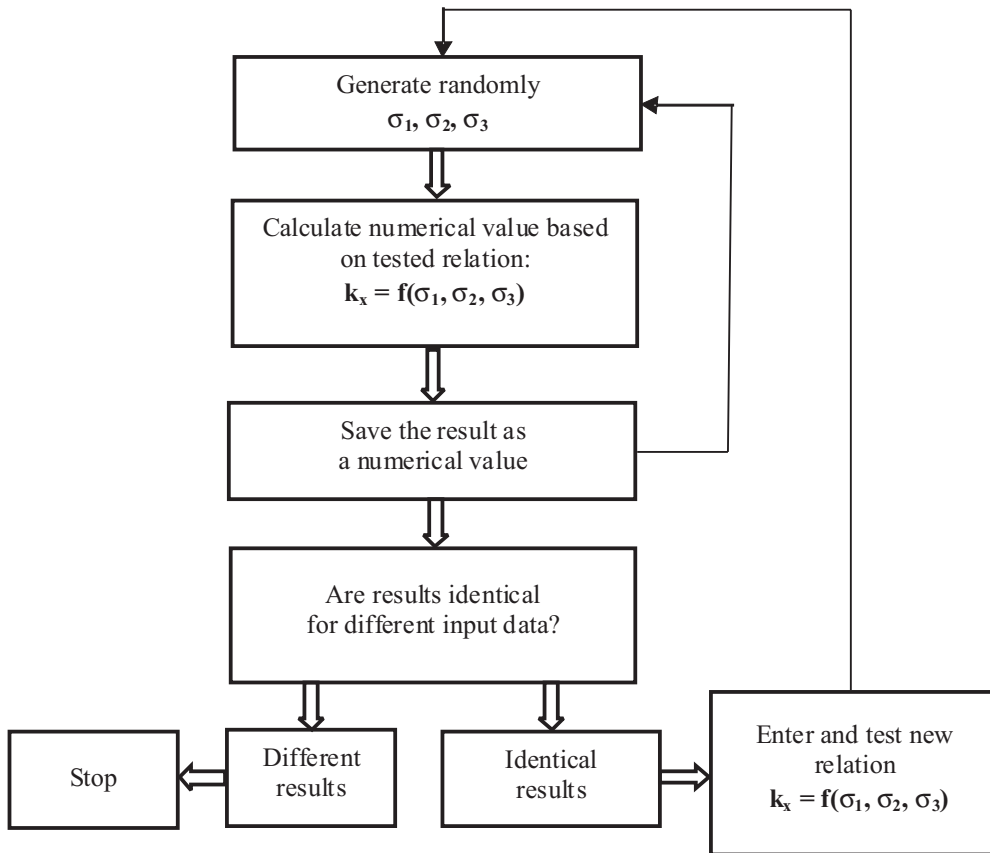 Generate randomly
σ₁, σ₂, σ₃
Calculate numerical value based
on tested relation:
kₓ = f(σ₁, σ₂, σ₃)
Save the result as
a numerical value
Are results identical
for different input data?
Stop
Different
results
Identical
results
Enter and test new
relation
kₓ = f(σ₁, σ₂, σ₃)